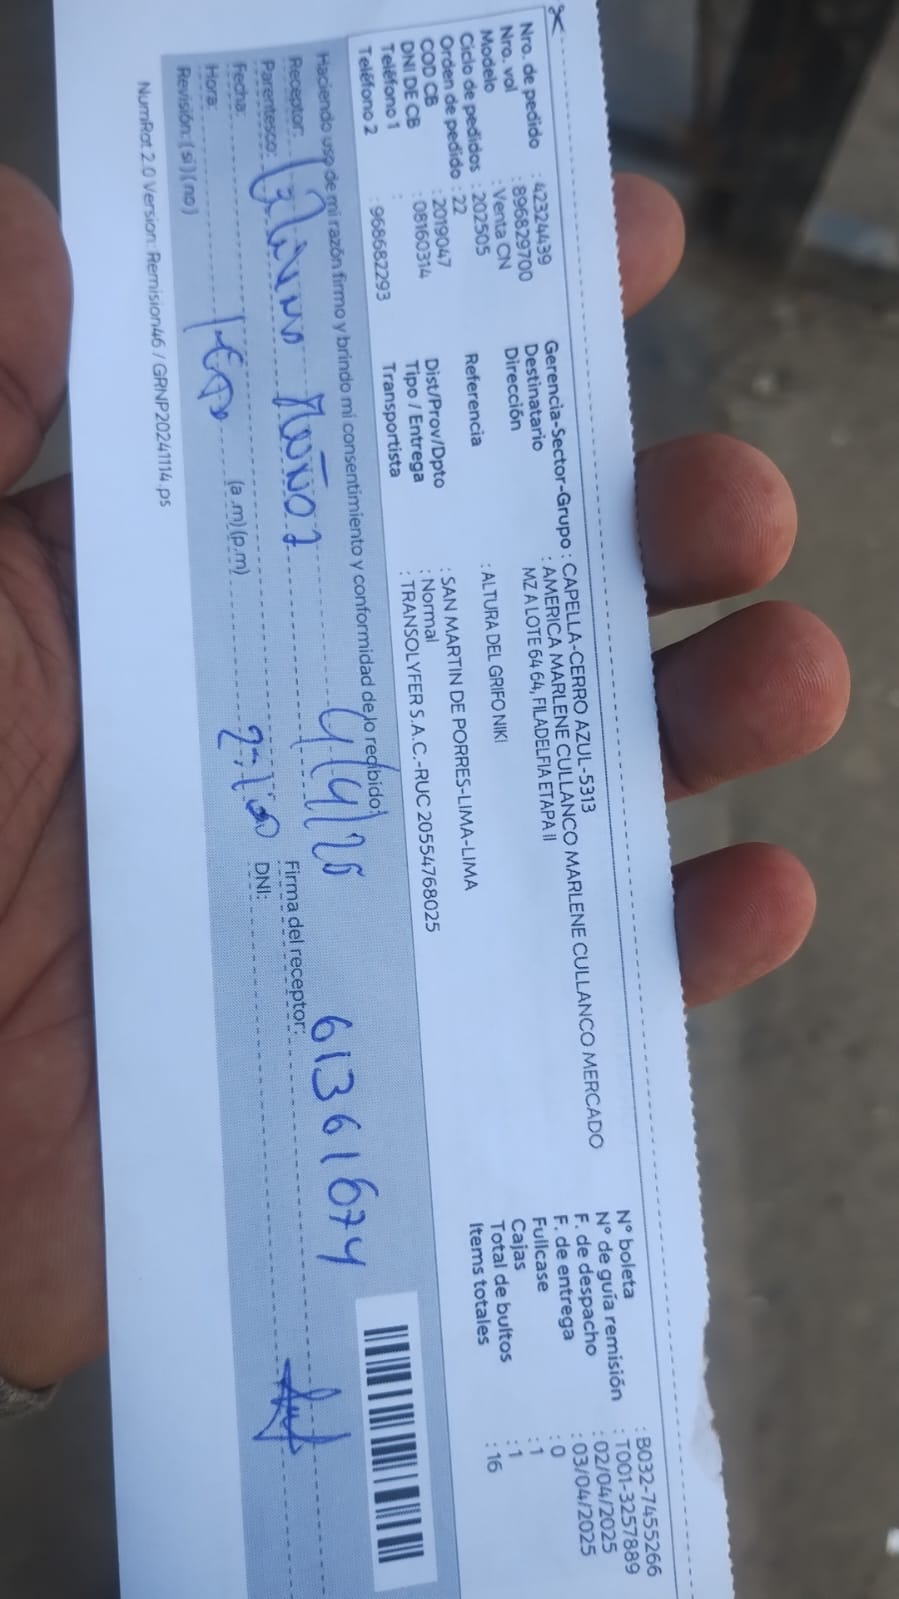 Nro. de pedido : 42324439
Nro. vol : 896829700
Modelo : Venta CN
Ciclo de pedidos : 202505
Orden de pedido : 22
COD CB : 2019047
DNI DE CB : 08160314
Teléfono 1 :
Teléfono 2 : 968682293
Gerencia-Sector-Grupo : CAPELLA-CERRO AZUL-5313
Destinatario : AMERICA MARLENE CULLANCO MARLENE CULLANCO MERCADO
Dirección MZ A LOTE 64 64, FILADELFIA ETAPA II
Referencia : ALTURA DEL GRIFO NIKI
Dist/Prov/Dpto : SAN MARTIN DE PORRES-LIMA-LIMA
Tipo / Entrega : Normal
Transportista : TRANSOLYFER S.A.C.-RUC 20554768025
N° boleta : B032-7455266
N° de guía remisión : T001-3257889
F. de despacho : 02/04/2025
F. de entrega : 03/04/2025
Fullcase : 0
Cajas : 1
Total de bultos : 1
Items totales : 16
Haciendo uso de mi razón firmo y brindo mi consentimiento y conformidad de lo recibido:
Receptor: Muñoz 61361674
Parentesco: Firma del receptor:
Fecha: DNI:
Hora: (a.m)(p.m)
Revisión: (si)(no)
NumRot 2.0 Version: Remision46 / GRNP20241114.ps